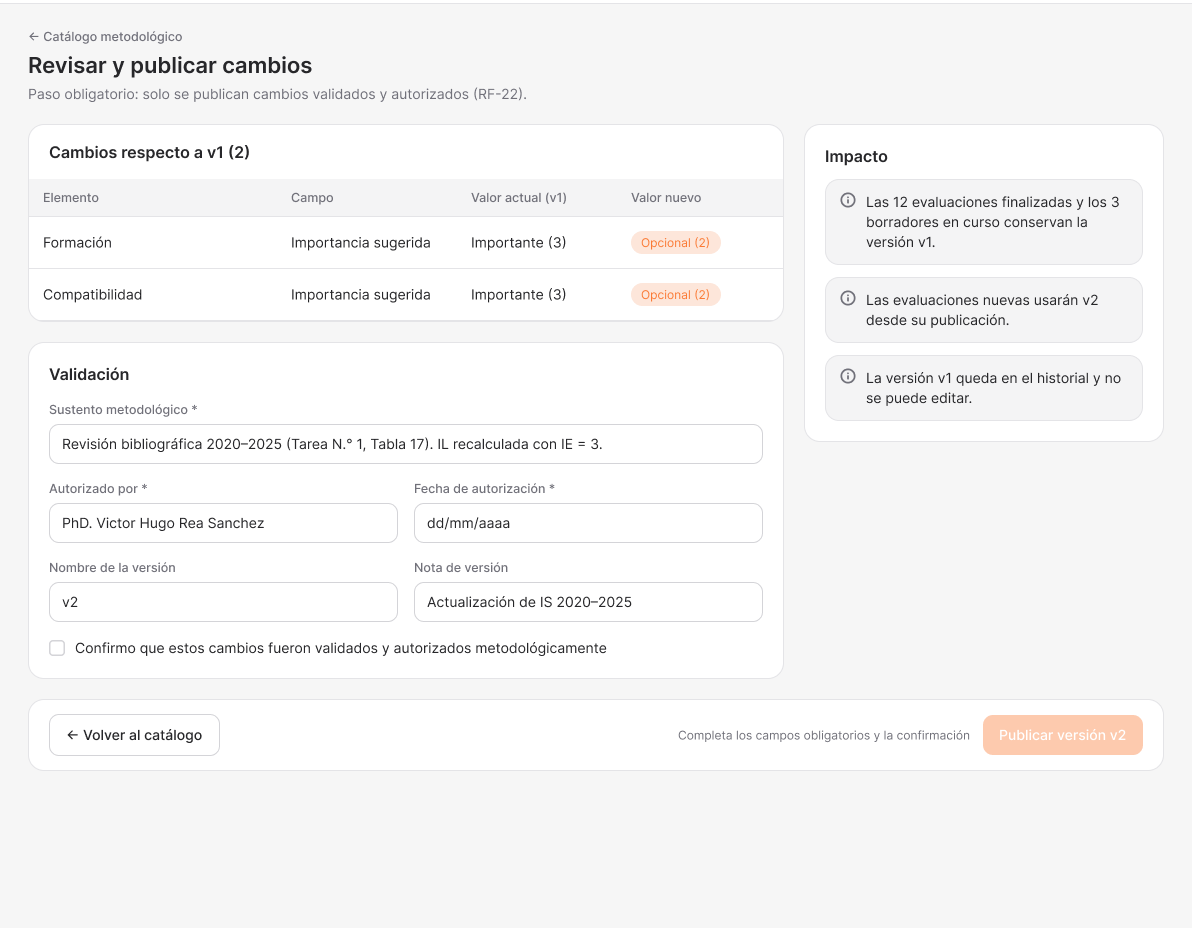 ← Catálogo metodológico
Revisar y publicar cambios
Paso obligatorio: solo se publican cambios validados y autorizados (RF-22).
Cambios respecto a v1 (2)
Elemento Campo Valor actual (v1) Valor nuevo
Formación Importancia sugerida Importante (3) Opcional (2)
Compatibilidad Importancia sugerida Importante (3) Opcional (2)
Validación
Sustento metodológico *
Revisión bibliográfica 2020–2025 (Tarea N.° 1, Tabla 17). IL recalculada con IE = 3.
Autorizado por * Fecha de autorización *
PhD. Victor Hugo Rea Sanchez dd/mm/aaaa
Nombre de la versión Nota de versión
v2 Actualización de IS 2020–2025
Confirmo que estos cambios fueron validados y autorizados metodológicamente
Impacto
Las 12 evaluaciones finalizadas y los 3
borradores en curso conservan la
versión v1.
Las evaluaciones nuevas usarán v2
desde su publicación.
La versión v1 queda en el historial y no
se puede editar.
← Volver al catálogo Completa los campos obligatorios y la confirmación Publicar versión v2